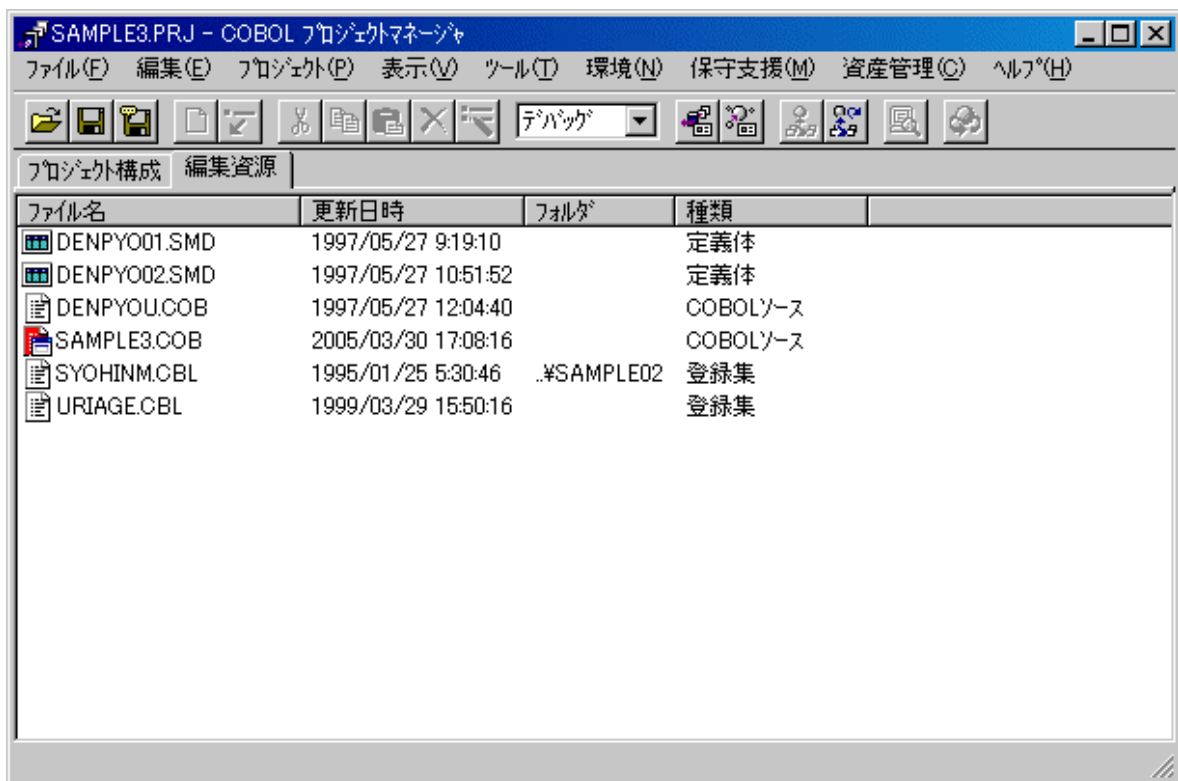 SAMPLE3.PRJ - COBOL ﾌﾟﾛｼﾞｪｸﾄﾏﾈｰｼﾞｬ
ﾌｧｲﾙ(F) 編集(E) ﾌﾟﾛｼﾞｪｸﾄ(P) 表示(V) ﾂｰﾙ(T) 環境(N) 保守支援(M) 資産管理(C) ﾍﾙﾌﾟ(H)
ﾃﾞﾊﾞｯｸﾞ
ﾌﾟﾛｼﾞｪｸﾄ構成 編集資源
ﾌｧｲﾙ名 更新日時 ﾌｫﾙﾀﾞ 種類
DENPYO01.SMD 1997/05/27 9:19:10 定義体
DENPYO02.SMD 1997/05/27 10:51:52 定義体
DENPYOU.COB 1997/05/27 12:04:40 COBOLソース
SAMPLE3.COB 2005/03/30 17:08:16 COBOLソース
SYOHINM.CBL 1995/01/25 5:30:46 ..¥SAMPLE02 登録集
URIAGE.CBL 1999/03/29 15:50:16 登録集